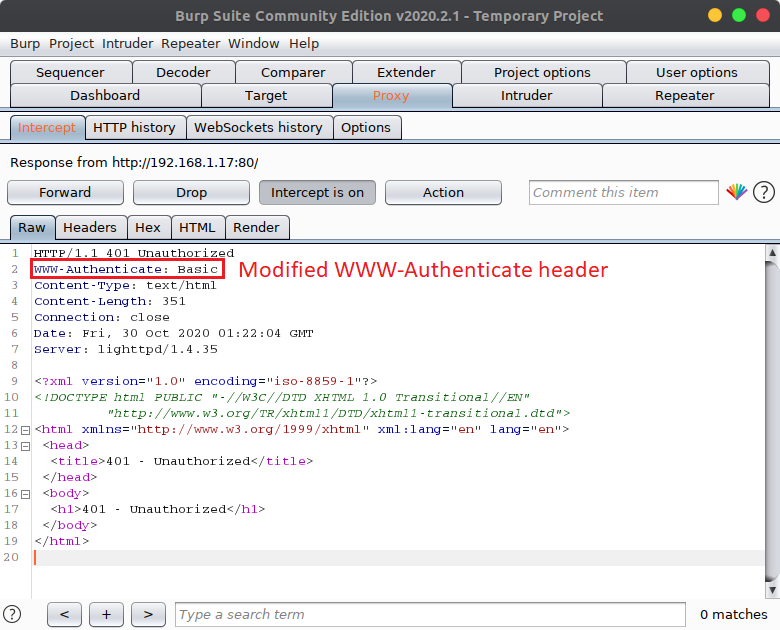 Burp Suite Community Edition v2020.2.1 - Temporary Project
Burp Project Intruder Repeater Window Help
Sequencer Decoder Comparer Extender Project options User options
Dashboard Target Proxy Intruder Repeater
Intercept HTTP history WebSockets history Options
Response from http://192.168.1.17:80/
Forward Drop Intercept is on Action Comment this item ?
Raw Headers Hex HTML Render
1 HTTP/1.1 401 Unauthorized
2 WWW-Authenticate: Basic Modified WWW-Authenticate header
3 Content-Type: text/html
4 Content-Length: 351
5 Connection: close
6 Date: Fri, 30 Oct 2020 01:22:04 GMT
7 Server: lighttpd/1.4.35
8
9 <?xml version="1.0" encoding="iso-8859-1"?>
10 <!DOCTYPE html PUBLIC "-//W3C//DTD XHTML 1.0 Transitional//EN"
11 "http://www.w3.org/TR/xhtml1/DTD/xhtml1-transitional.dtd">
12 <html xmlns="http://www.w3.org/1999/xhtml" xml:lang="en" lang="en">
13 <head>
14 <title>401 - Unauthorized</title>
15 </head>
16 <body>
17 <h1>401 - Unauthorized</h1>
18 </body>
19 </html>
20
? < + > Type a search term 0 matches